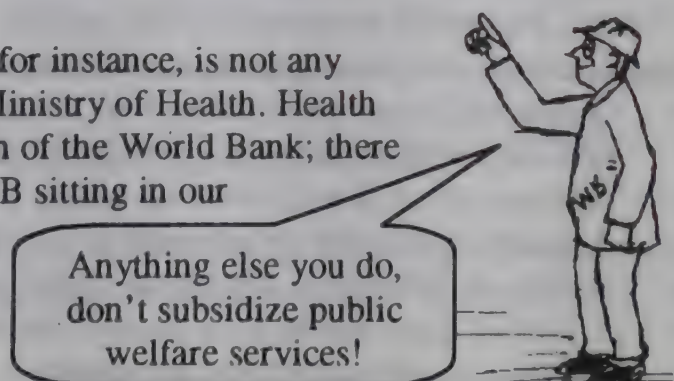 for instance, is not any
inistry of Health. Health
of the World Bank; there
B sitting in our
Anything else you do,
don't subsidize public
welfare services!
WB